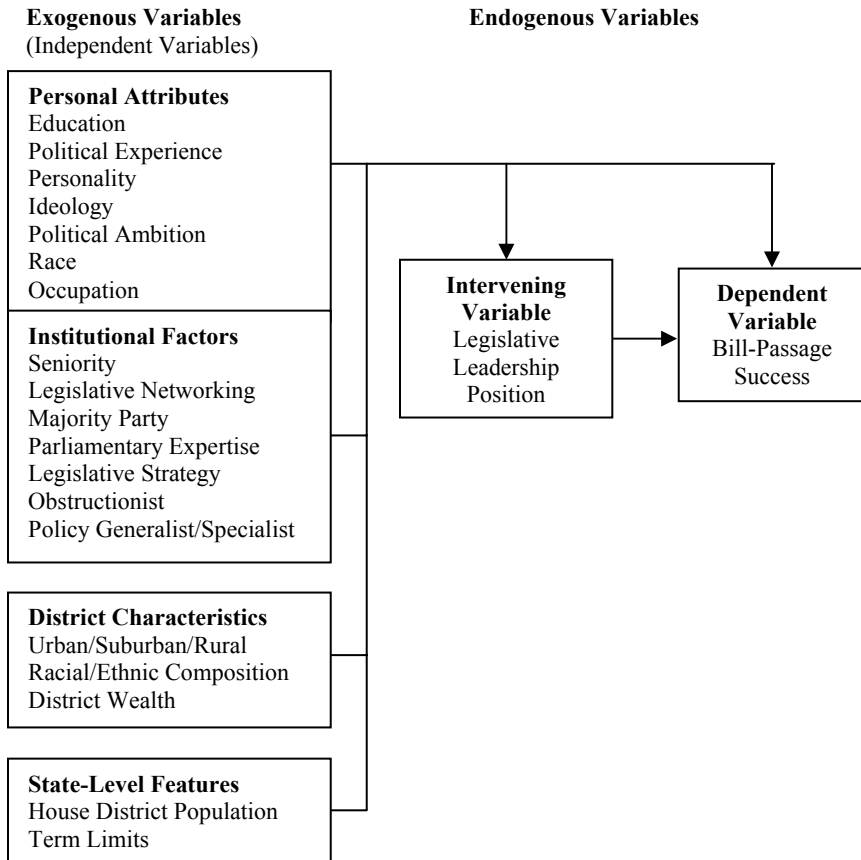 Exogenous Variables
(Independent Variables)
Endogenous Variables
Personal Attributes
Education
Political Experience
Personality
Ideology
Political Ambition
Race
Occupation
Institutional Factors
Seniority
Legislative Networking
Majority Party
Parliamentary Expertise
Legislative Strategy
Obstructionist
Policy Generalist/Specialist
District Characteristics
Urban/Suburban/Rural
Racial/Ethnic Composition
District Wealth
State-Level Features
House District Population
Term Limits
Intervening
Variable
Legislative
Leadership
Position
Dependent
Variable
Bill-Passage
Success